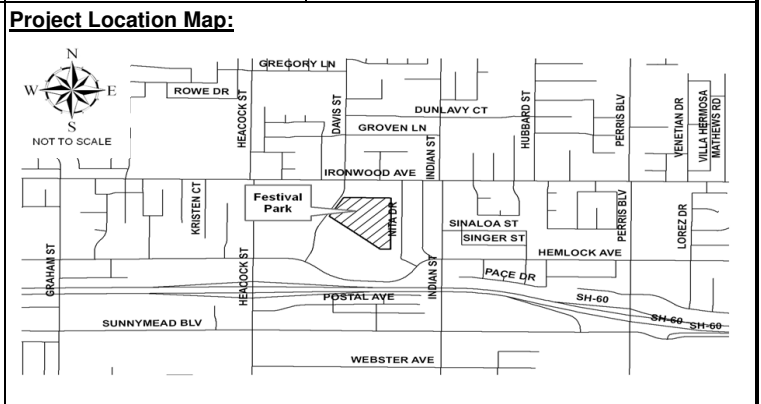 Project Location Map:
N
W
E
S
NOT TO SCALE
GREGORY LN
ROWE DR
HEACOCK ST
DAVIS ST
DUNLAVY CT
GROVEN LN
INDIAN ST
HUBBARD ST
PERRIS BLV
VENETIAN DR
VILLA HERMOSA
MATHEWS RD
IRONWOOD AVE
KRISTEN CT
Festival
Park
NITA DR
SINALOA ST
SINGER ST
PERRIS BLV
LOREZ DR
HEMLOCK AVE
GRAHAM ST
HEACOCK ST
INDIAN ST
PACE DR
POSTAL AVE
SH-60
SH-60
SH-60
SUNNYMEAD BLV
WEBSTER AVE